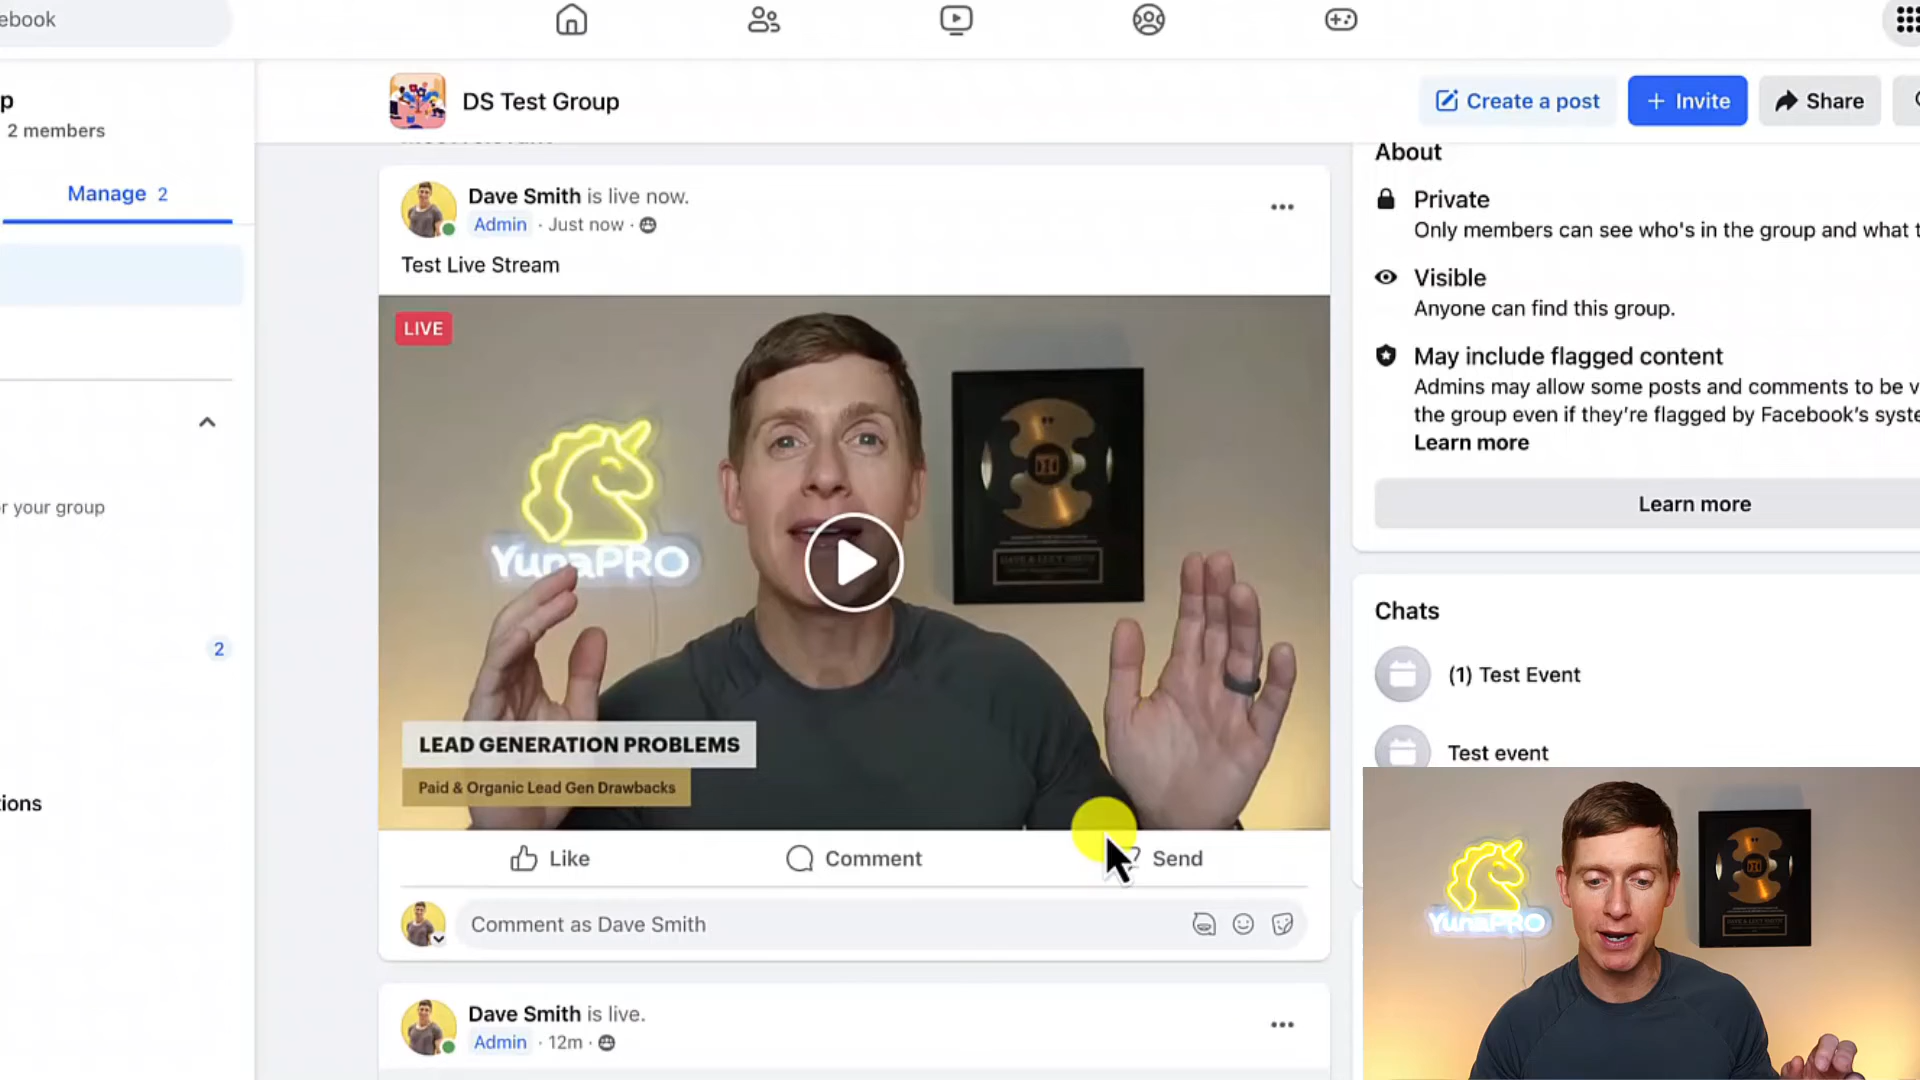 ebook
p
2 members
Manage 2
r your group
2
ions
DS Test Group
Create a post
+ Invite
Share
Dave Smith is live now.
Admin · Just now ·
Test Live Stream
LIVE
YunaPRO
LEAD GENERATION PROBLEMS
Paid & Organic Lead Gen Drawbacks
Like
Comment
Send
Comment as Dave Smith
Dave Smith is live.
Admin · 12m ·
About
Private
Only members can see who's in the group and what t
Visible
Anyone can find this group.
May include flagged content
Admins may allow some posts and comments to be v
the group even if they're flagged by Facebook's syste
Learn more
Learn more
Chats
(1) Test Event
Test event
YunaPRO